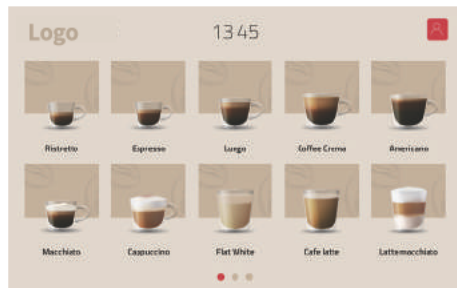 Logo
13 45
Ristretto
Espresso
Lungo
Coffee Crema
Americano
Macchiato
Cappuccino
Flat White
Cafe latte
Lattemacchiato